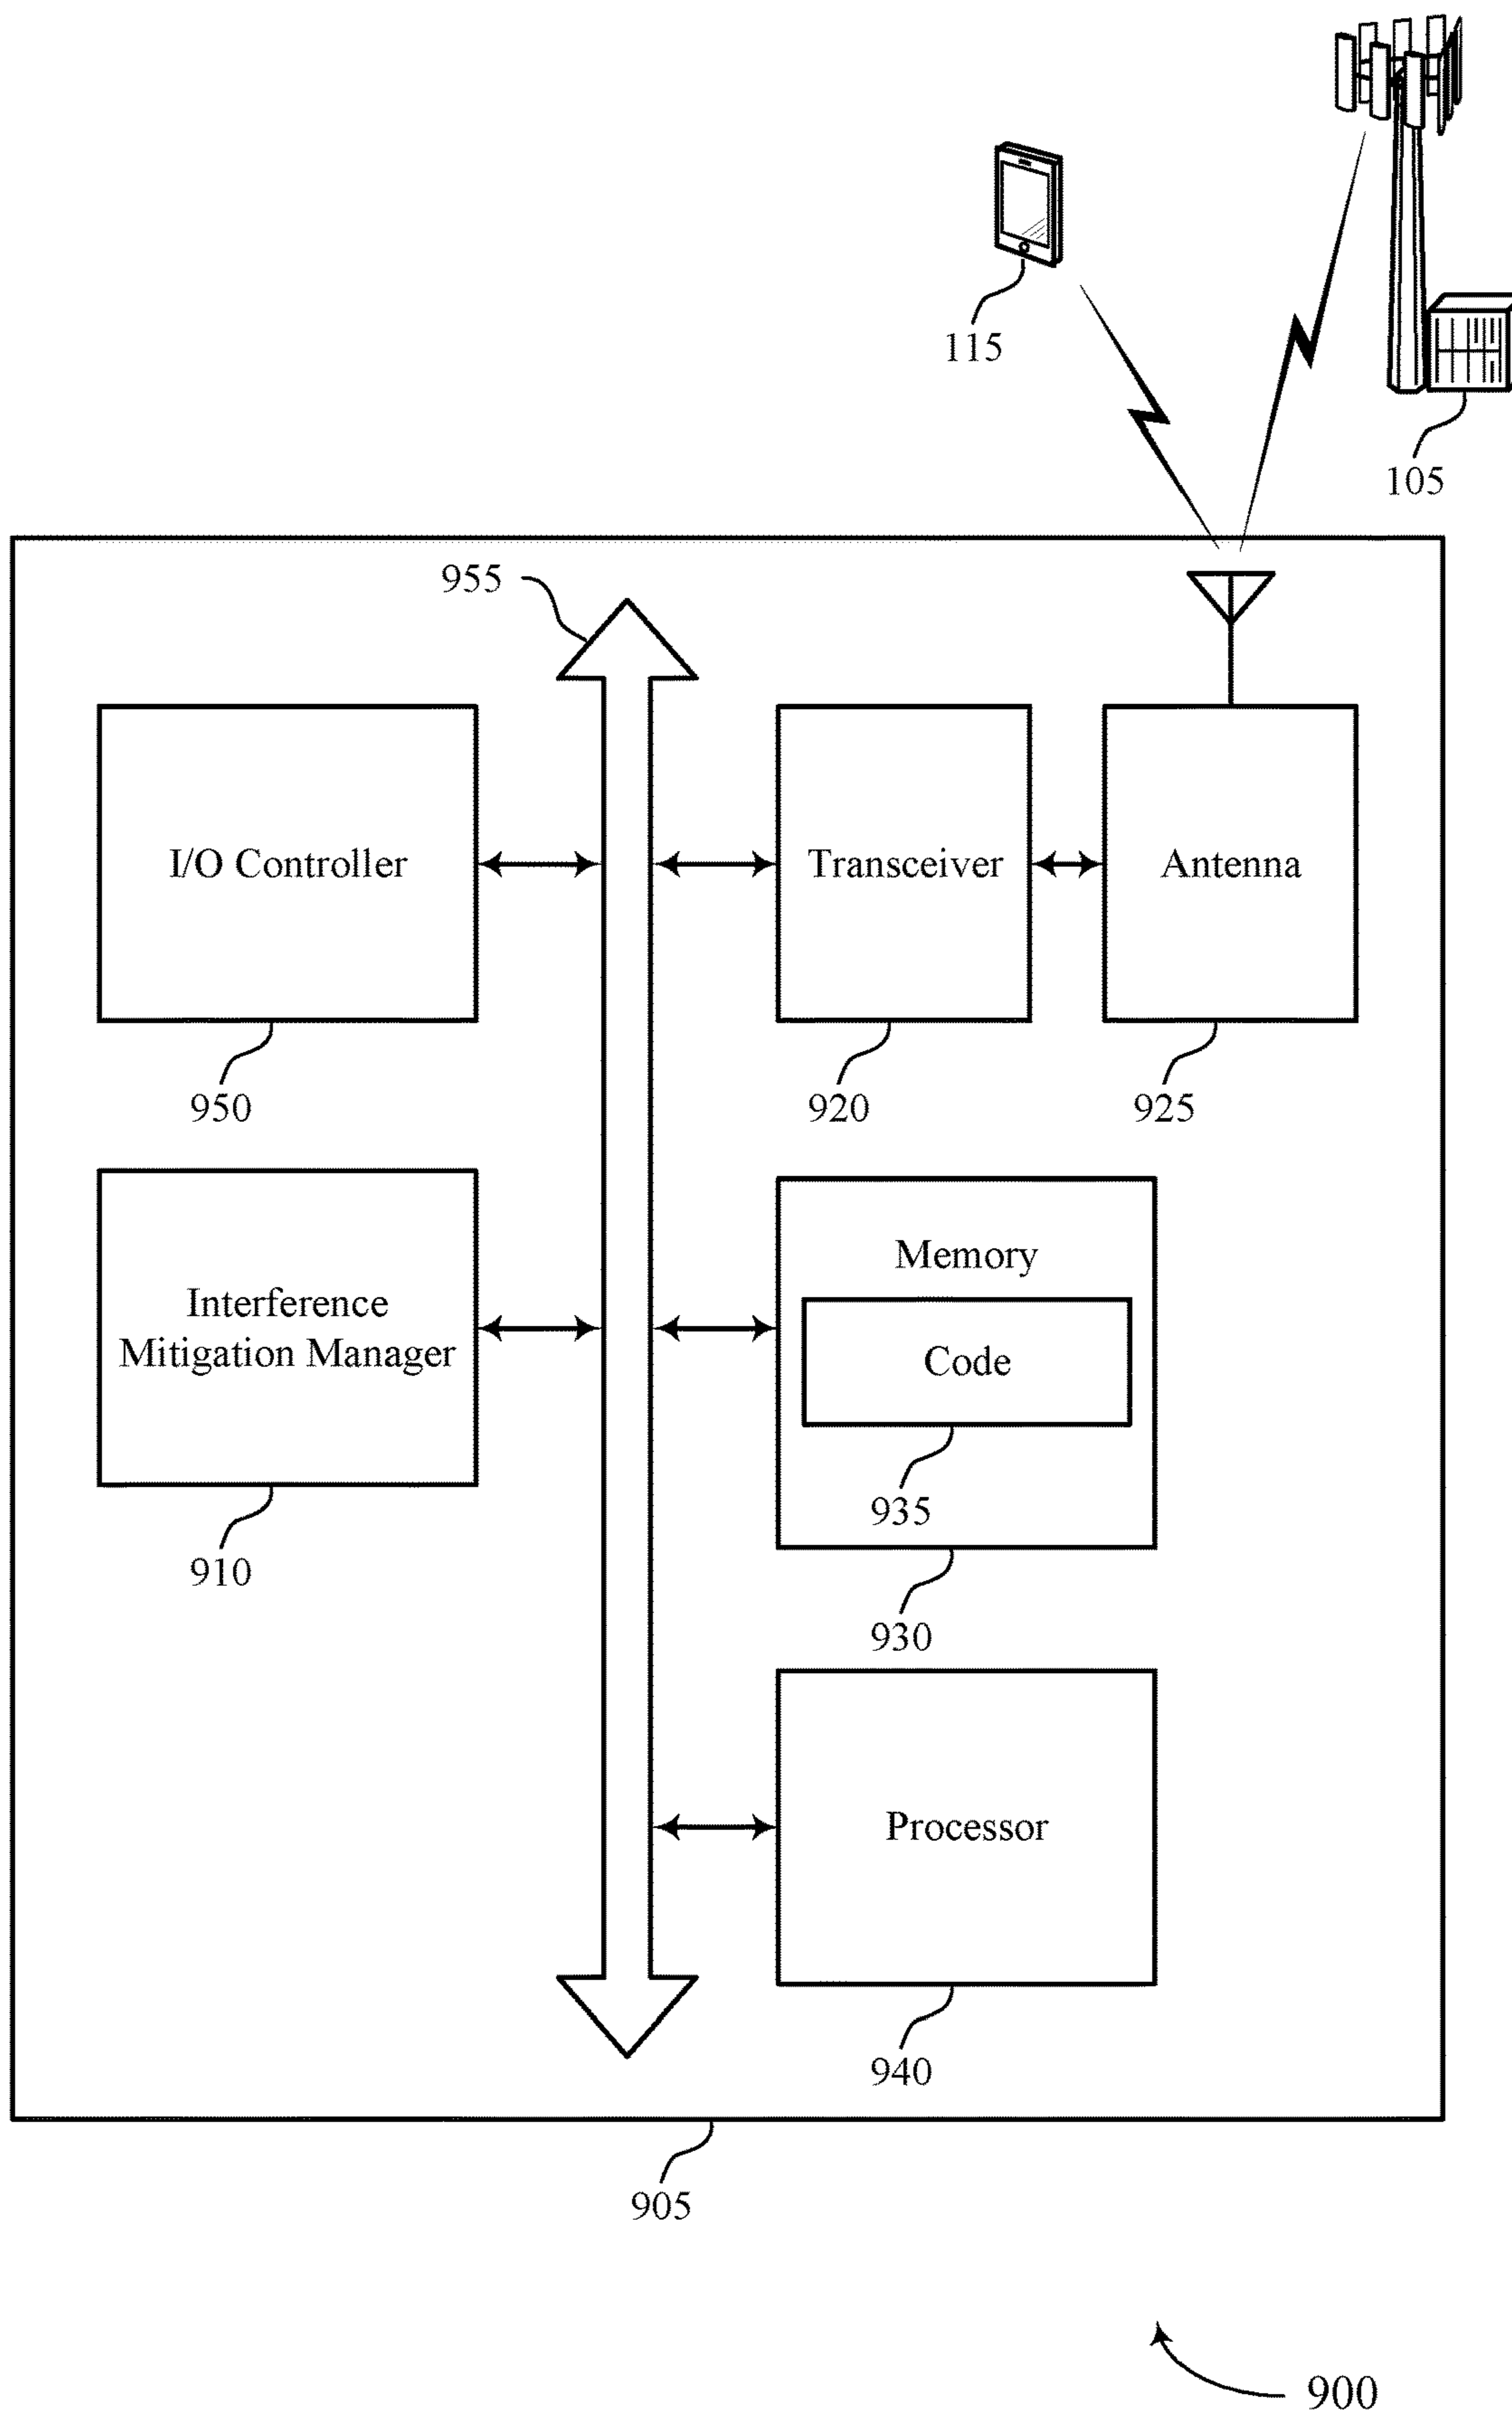 115
105
955
I/O Controller
Transceiver
Antenna
950
920
925
Interference
Mitigation Manager
Memory
Code
935
910
930
Processor
940
905
900